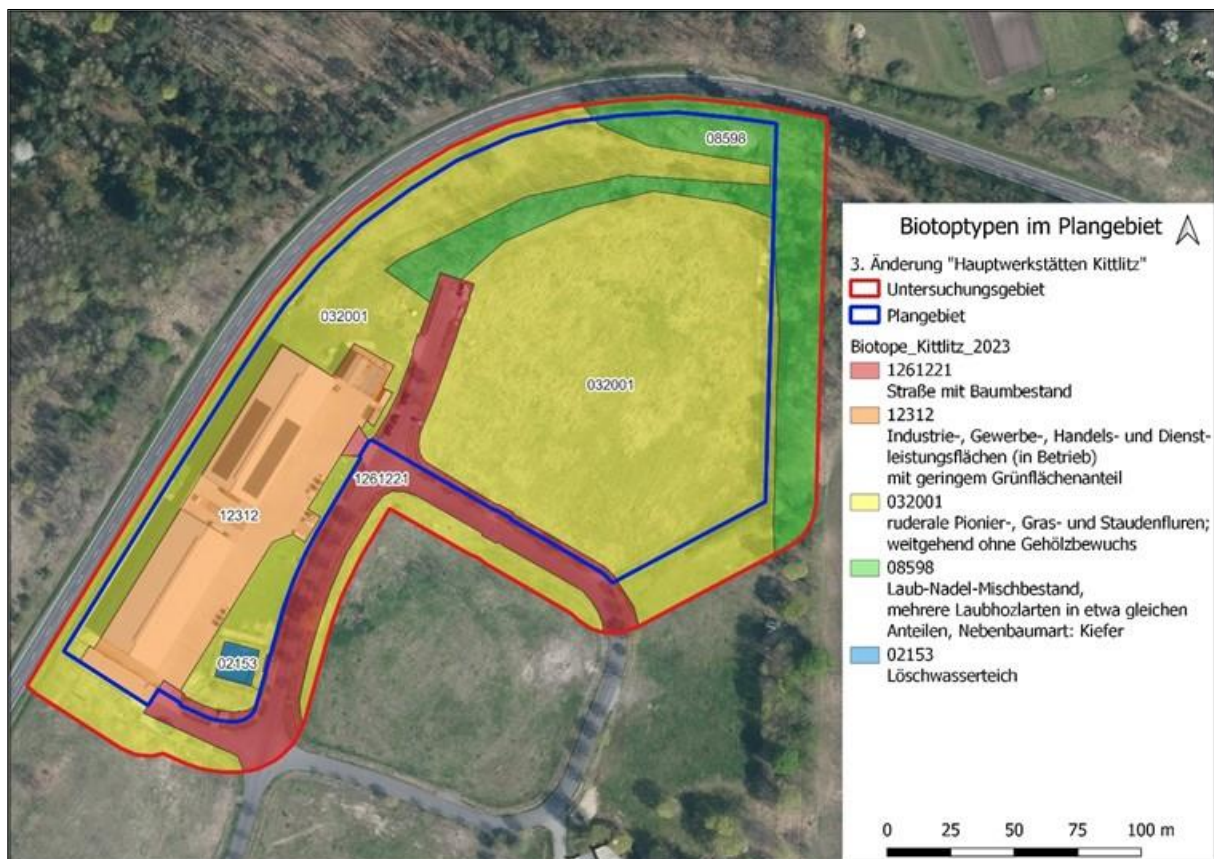 08598
032001
032001
1261221
12312
02153
Biotoptypen im Plangebiet
3. Änderung "Hauptwerkstätten Kittlitz"
Untersuchungsgebiet
Plangebiet
Biotope_Kittlitz_2023
1261221
Straße mit Baumbestand
12312
Industrie-, Gewerbe-, Handels- und Dienst-
leistungsflächen (in Betrieb)
mit geringem Grünflächenanteil
032001
ruderale Pionier-, Gras- und Staudenfluren;
weitgehend ohne Gehölzbewuchs
08598
Laub-Nadel-Mischbestand,
mehrere Laubhozlarten in etwa gleichen
Anteilen, Nebenbaumart: Kiefer
02153
Löschwasserteich
0 25 50 75 100 m